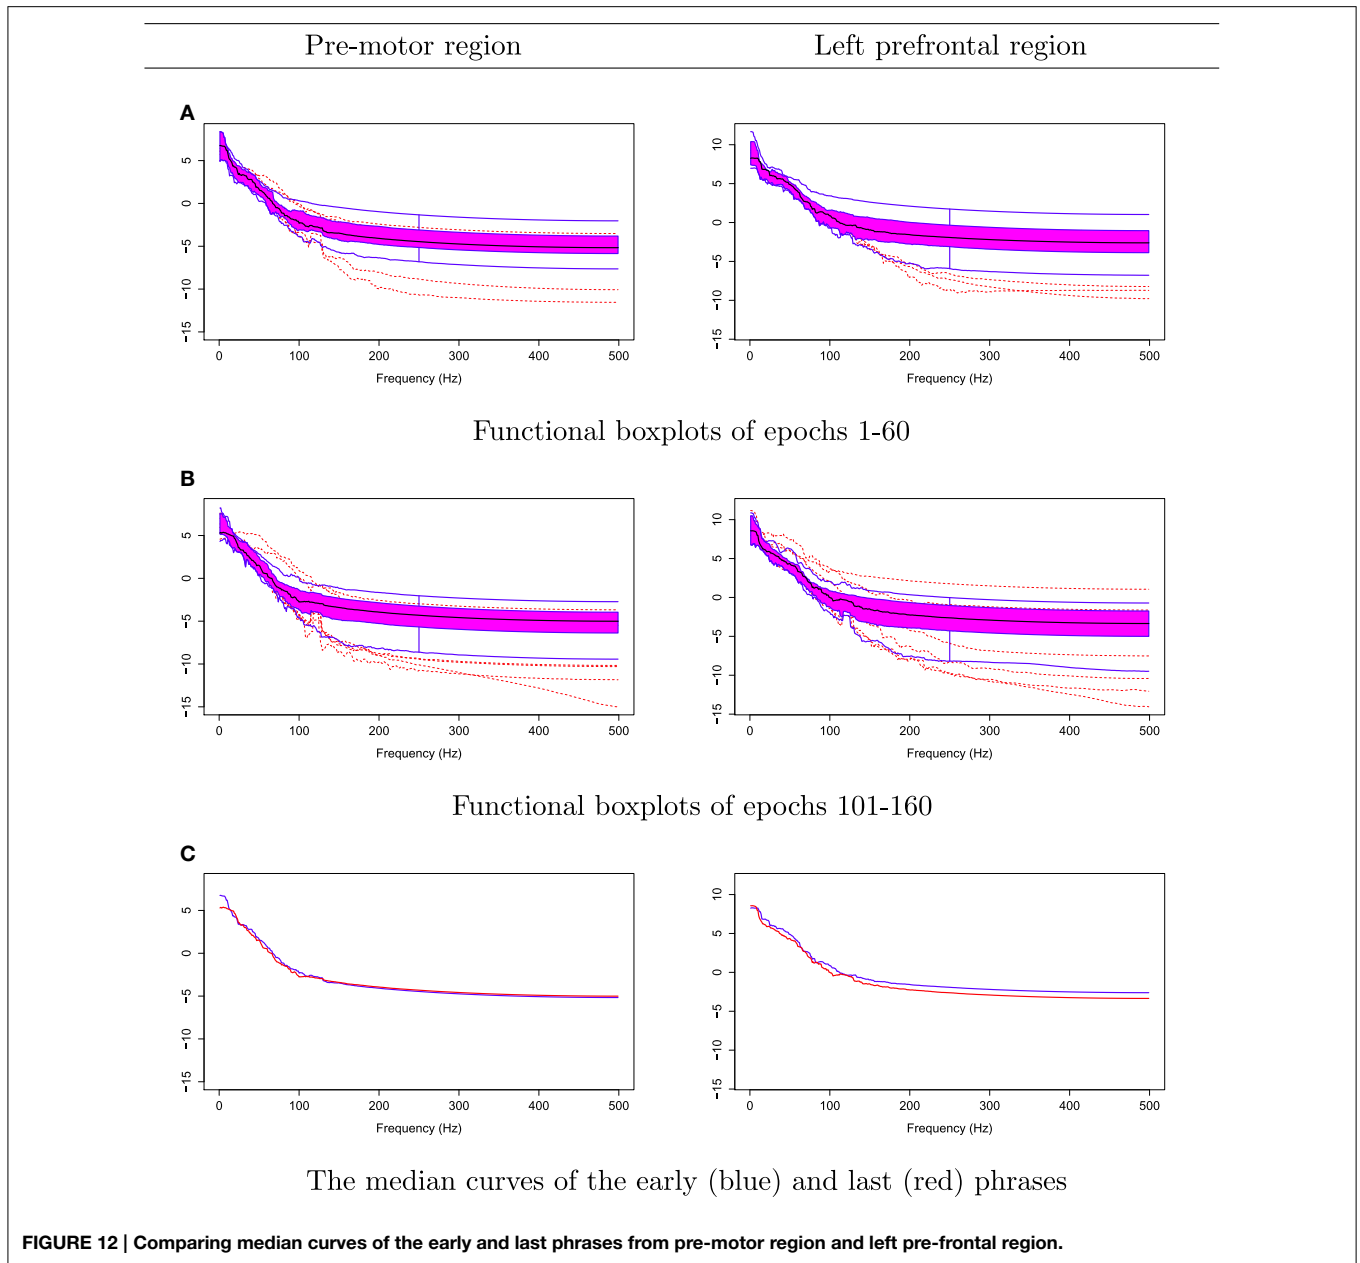 Pre-motor region Left prefrontal region
A
5 0 −5 −10 −15
0 100 200 300 400 500
Frequency (Hz)
10 5 0 −5 −10 −15
0 100 200 300 400 500
Frequency (Hz)
Functional boxplots of epochs 1-60
B
5 0 −5 −10 −15
0 100 200 300 400 500
Frequency (Hz)
10 5 0 −5 −10 −15
0 100 200 300 400 500
Frequency (Hz)
Functional boxplots of epochs 101-160
C
5 0 −5 −10 −15
0 100 200 300 400 500
Frequency (Hz)
10 5 0 −5 −10 −15
0 100 200 300 400 500
Frequency (Hz)
The median curves of the early (blue) and last (red) phrases
FIGURE 12 | Comparing median curves of the early and last phrases from pre-motor region and left pre-frontal region.